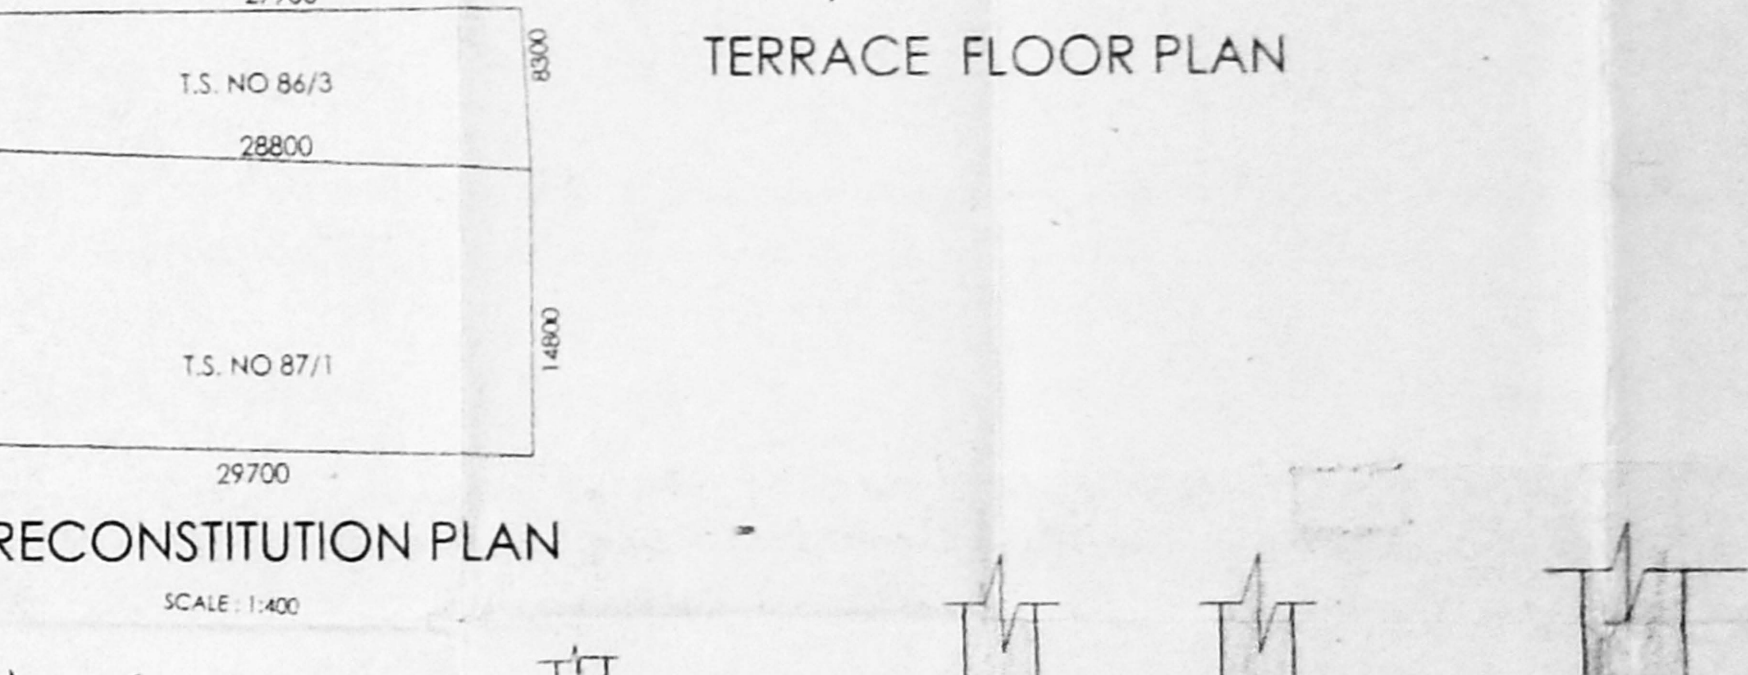 8300
TERRACE FLOOR PLAN
T.S. NO 86/3
28800
14800
T.S. NO 87/1
29700
RECONSTITUTION PLAN
SCALE : 1:400